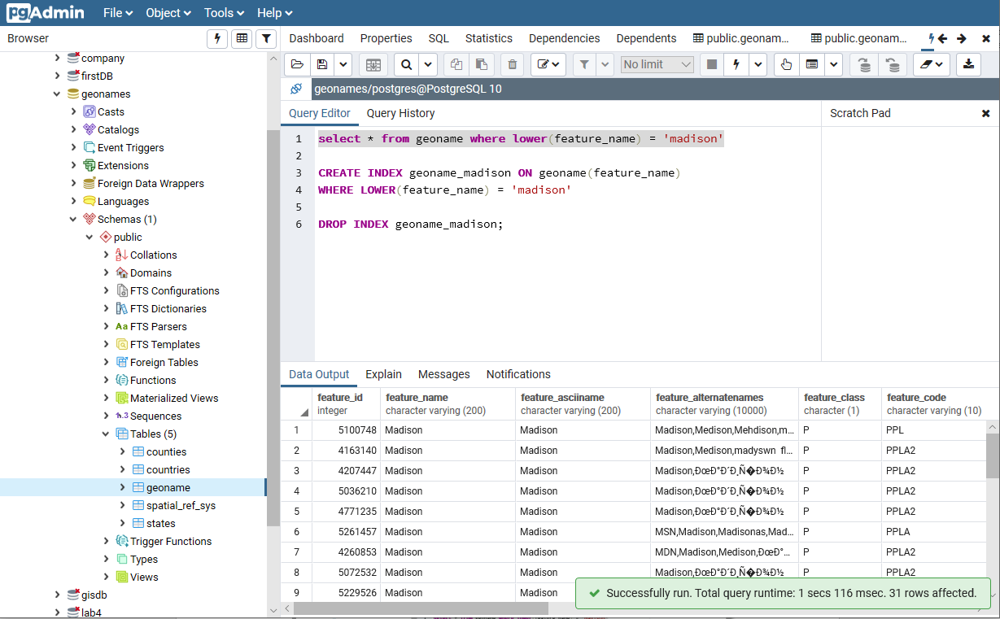 pgAdmin File Object Tools Help
Browser
Dashboard Properties SQL Statistics Dependencies Dependents public.geonam... public.geonam...
No limit
geonames/postgres@PostgreSQL 10
Query Editor Query History
Scratch Pad
company
firstDB
geonames
Casts
Catalogs
Event Triggers
Extensions
Foreign Data Wrappers
Languages
Schemas (1)
public
Collations
Domains
FTS Configurations
FTS Dictionaries
Aa FTS Parsers
FTS Templates
Foreign Tables
Functions
Materialized Views
1..3 Sequences
Tables (5)
counties
countries
geoname
spatial_ref_sys
states
Trigger Functions
Types
Views
gisdb
lab4
1 select * from geoname where lower(feature_name) = 'madison'
2
3 CREATE INDEX geoname_madison ON geoname(feature_name)
4 WHERE LOWER(feature_name) = 'madison'
5
6 DROP INDEX geoname_madison;
Data Output Explain Messages Notifications
feature_id feature_name feature_asciiname feature_alternatenames feature_class feature_code
integer character varying (200) character varying (200) character varying (10000) character (1) character varying (10)
1 5100748 Madison Madison Madison,Medison,Mehdison,m... P PPL
2 4163140 Madison Madison Madison,Medison,madyswn fl... P PPLA2
3 4207447 Madison Madison Madison,ÐœÐ°Ð´Ð¸Ñ�Ð¾Ð½ P PPLA2
4 5036210 Madison Madison Madison,ÐœÐ°Ð´Ð¸Ñ�Ð¾Ð½ P PPLA2
5 4771235 Madison Madison Madison,ÐœÐ°Ð´Ð¸Ñ�Ð¾Ð½ P PPLA2
6 5261457 Madison Madison MSN,Madison,Madisonas,Mad... P PPLA
7 4260853 Madison Madison MDN,Madison,Medison,ÐœÐ°... P PPLA2
8 5072532 Madison Madison Madison,ÐœÐ°Ð´Ð¸Ñ�Ð¾Ð½ P PPLA2
9 5229526 Madison Madison
Successfully run. Total query runtime: 1 secs 116 msec. 31 rows affected.